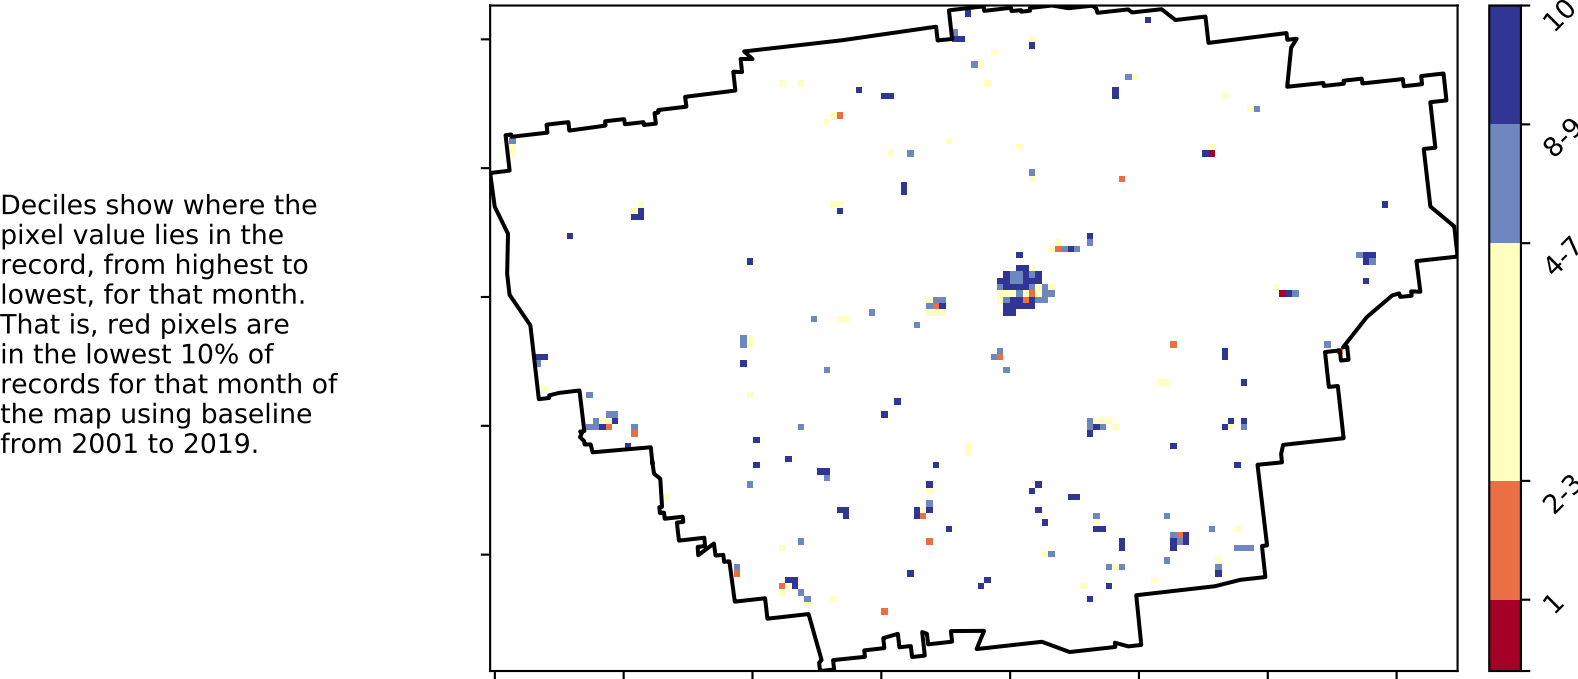 Deciles show where the
pixel value lies in the
record, from highest to
lowest, for that month.
That is, red pixels are
in the lowest 10% of
records for that month of
the map using baseline
from 2001 to 2019.
10
8-9
4-7
2-3
1